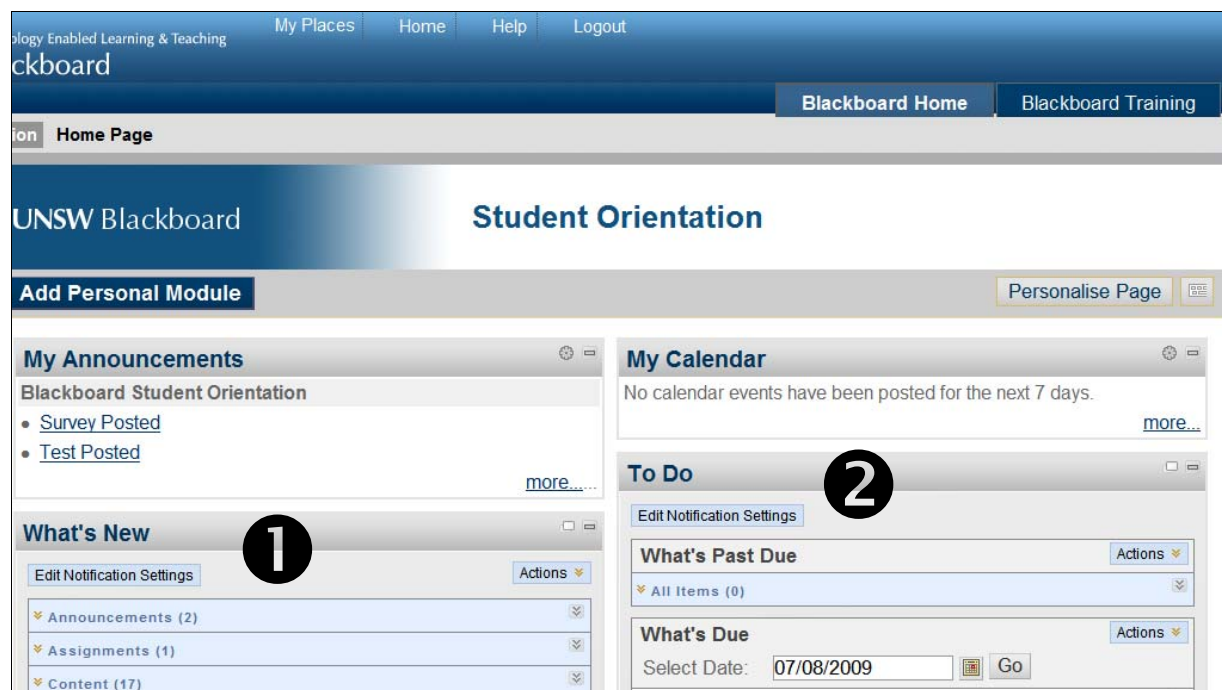 My Places Home Help Logout
ology Enabled Learning & Teaching
ckboard
Blackboard Home Blackboard Training
ion Home Page
UNSW Blackboard
Student Orientation
Add Personal Module
Personalise Page
My Announcements
Blackboard Student Orientation
• Survey Posted
• Test Posted
more......
What's New
1
Edit Notification Settings
Actions
Announcements (2)
Assignments (1)
Content (17)
My Calendar
No calendar events have been posted for the next 7 days.
more...
To Do
2
Edit Notification Settings
What's Past Due
Actions
All Items (0)
What's Due
Actions
Select Date: 07/08/2009 Go